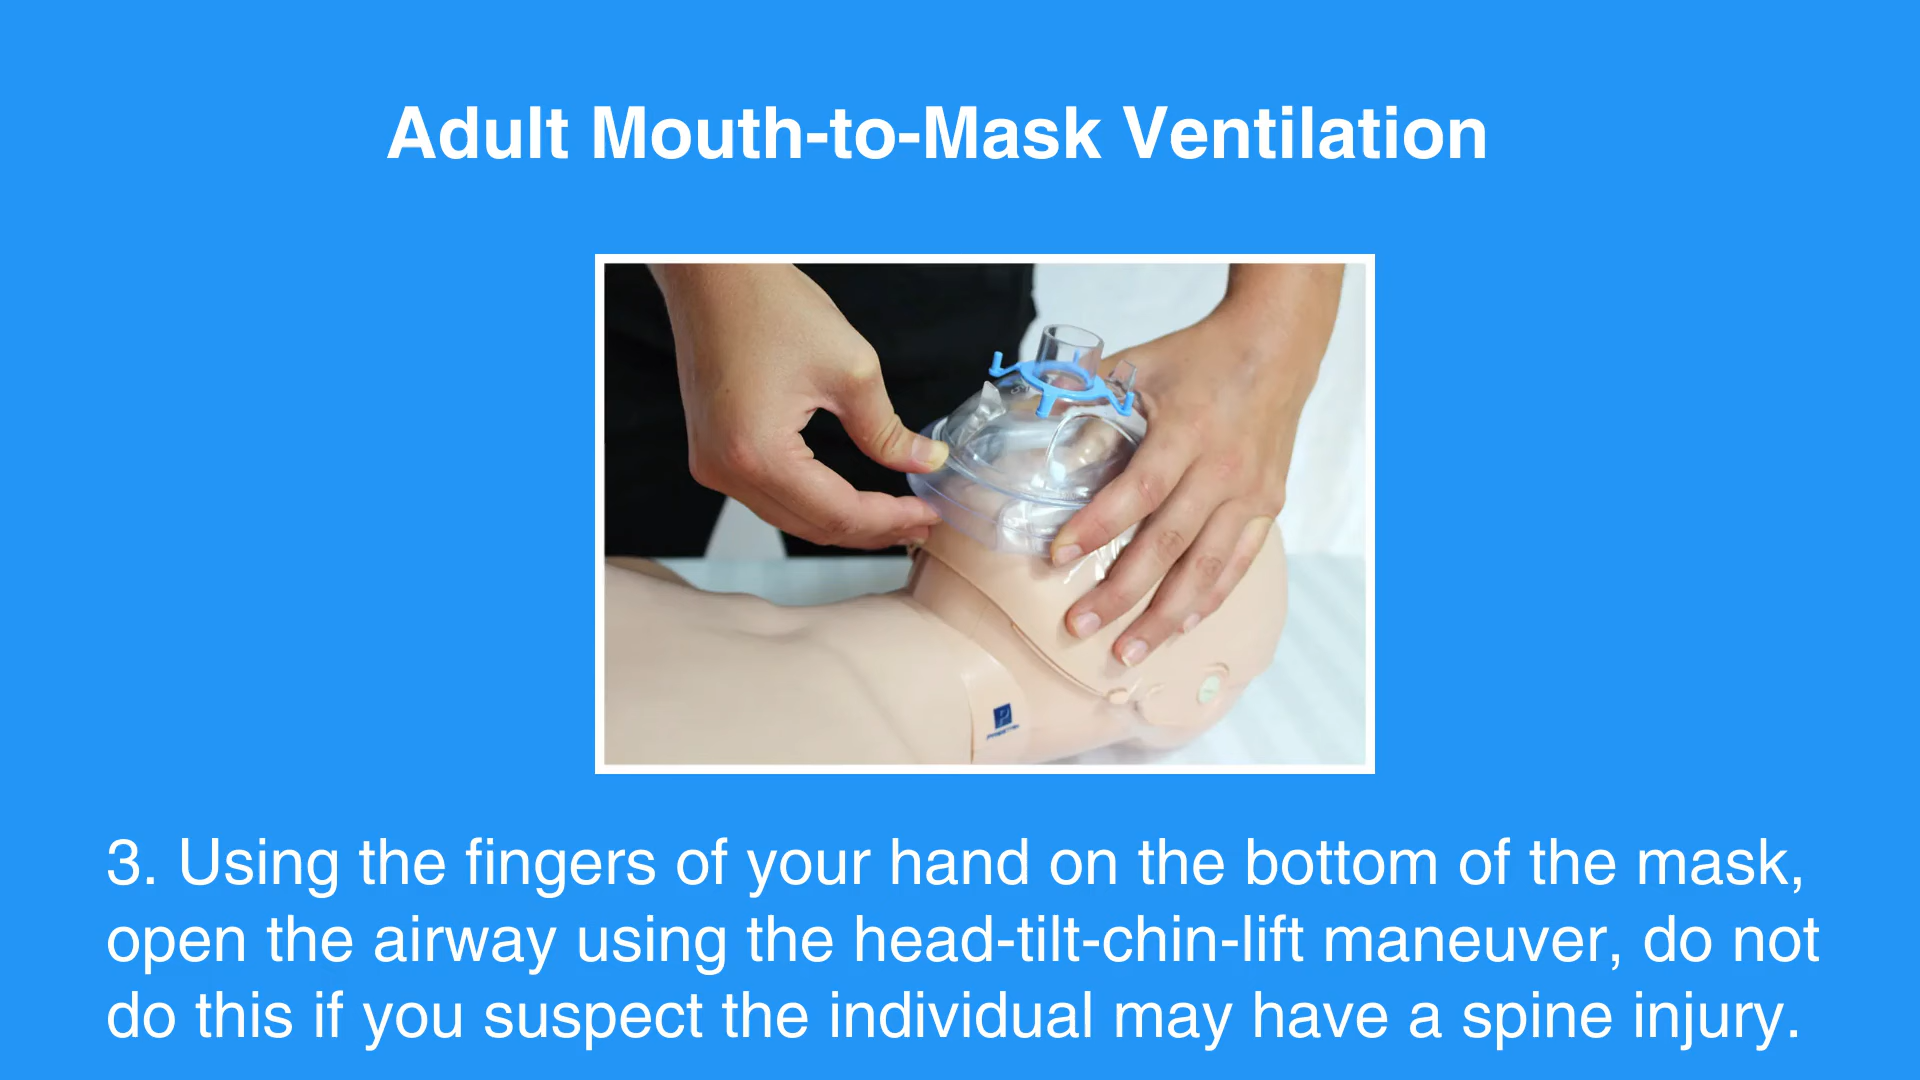 Adult Mouth-to-Mask Ventilation
3. Using the fingers of your hand on the bottom of the mask,
open the airway using the head-tilt-chin-lift maneuver, do not
do this if you suspect the individual may have a spine injury.